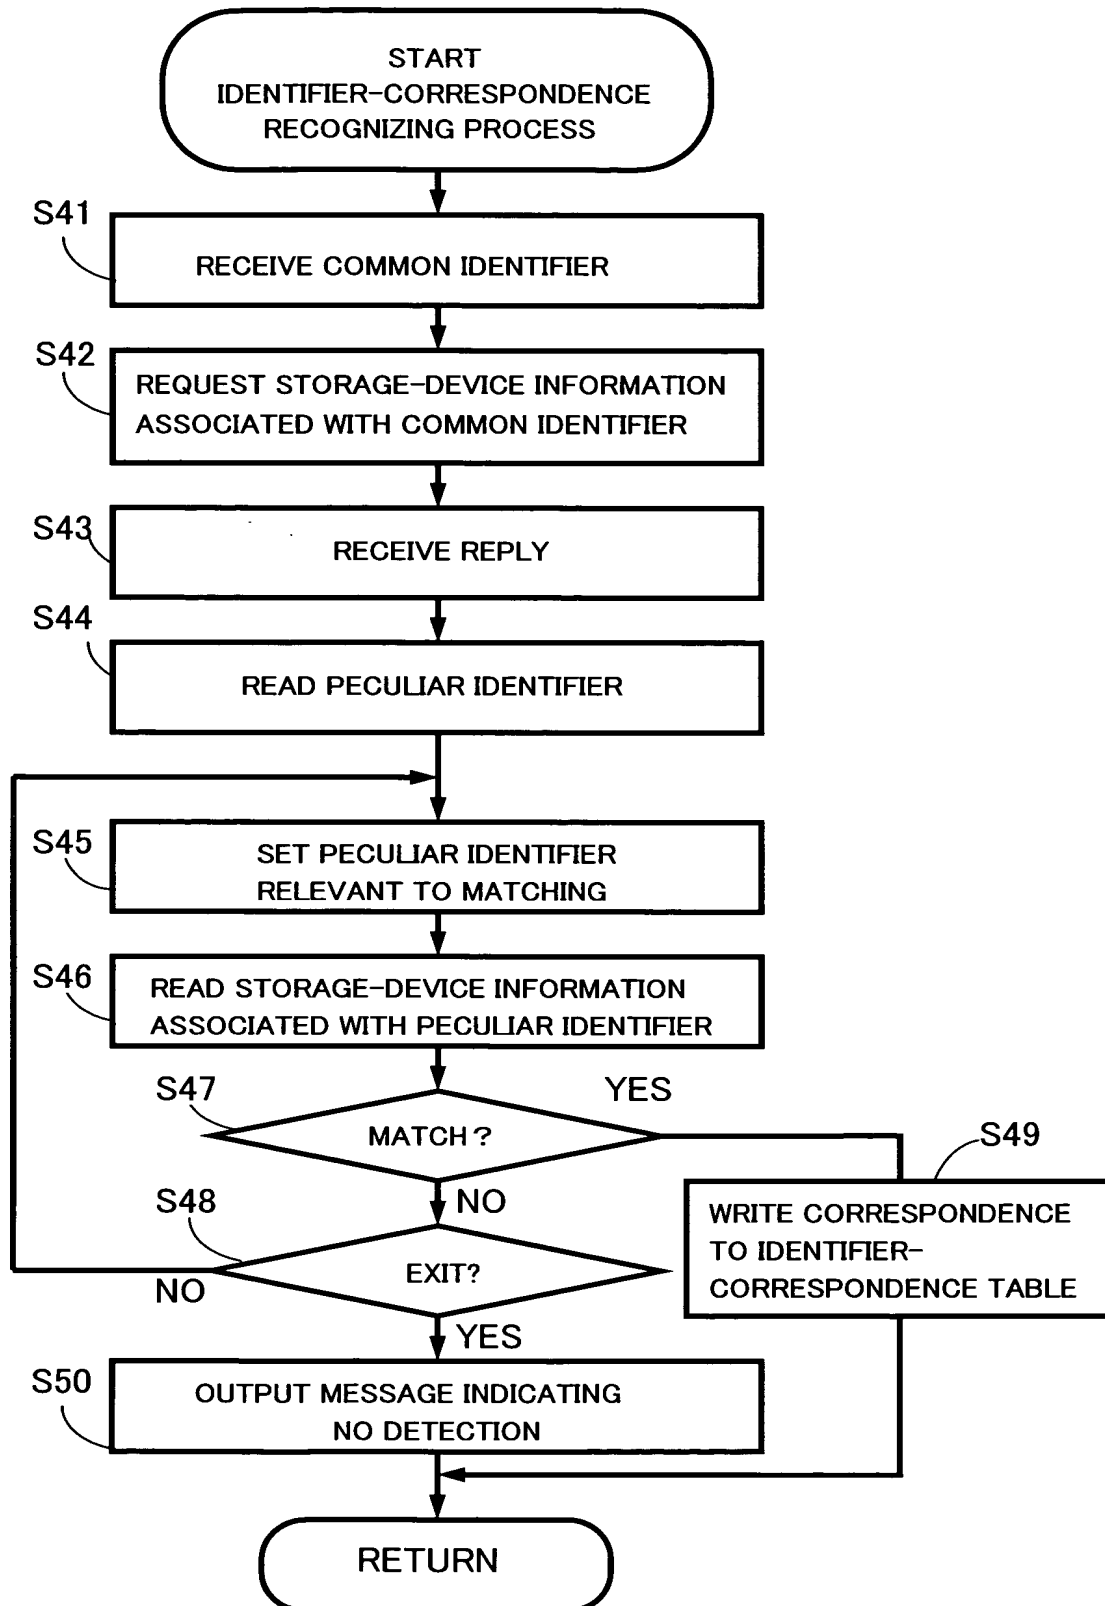 START
IDENTIFIER-CORRESPONDENCE
RECOGNIZING PROCESS
S41
RECEIVE COMMON IDENTIFIER
S42
REQUEST STORAGE-DEVICE INFORMATION
ASSOCIATED WITH COMMON IDENTIFIER
S43
RECEIVE REPLY
S44
READ PECULIAR IDENTIFIER
S45
SET PECULIAR IDENTIFIER
RELEVANT TO MATCHING
S46
READ STORAGE-DEVICE INFORMATION
ASSOCIATED WITH PECULIAR IDENTIFIER
S47
YES
MATCH?
S49
NO
WRITE CORRESPONDENCE
TO IDENTIFIER-
CORRESPONDENCE TABLE
S48
EXIT?
NO
YES
S50
OUTPUT MESSAGE INDICATING
NO DETECTION
RETURN